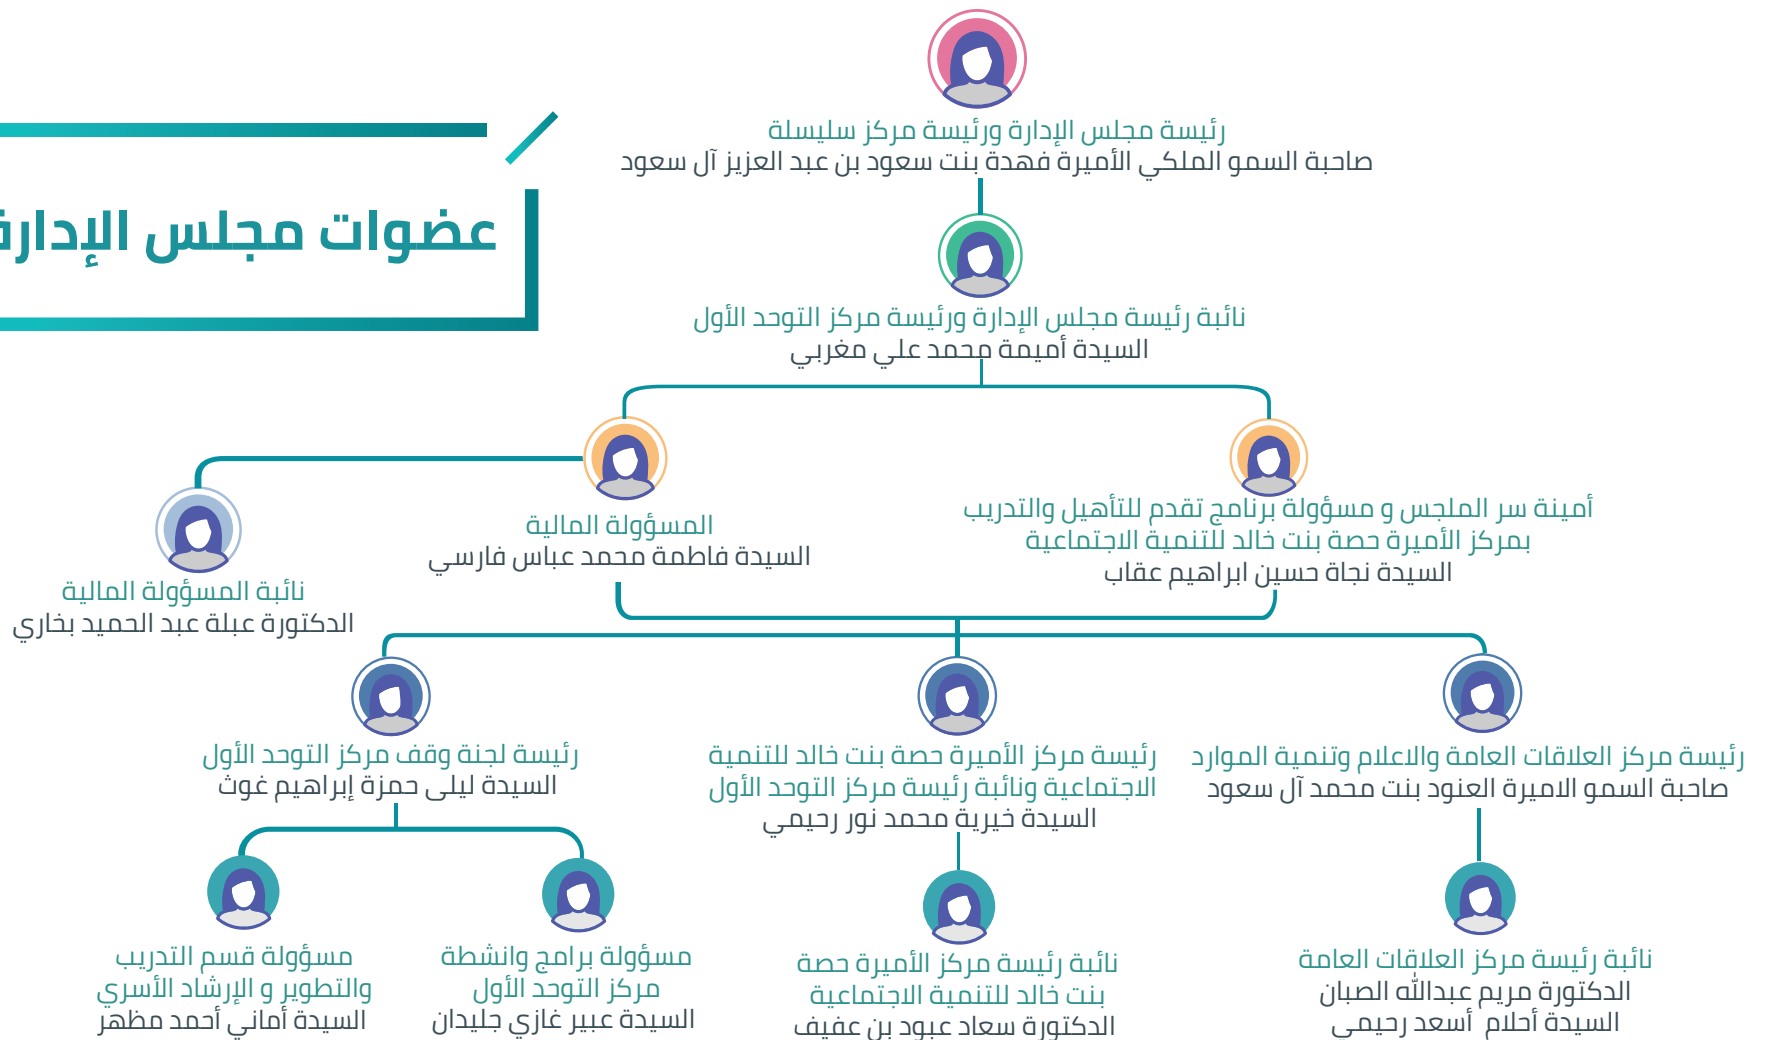 رئيسة مجلس الإدارة ورئيسة مركز سليسلة
صاحبة السمو الملكي الأميرة فهدة بنت سعود بن عبد العزيز آل سعود
عضوات مجلس الإدارة
نائبة رئيسة مجلس الإدارة ورئيسة مركز التوحد الأول
السيدة أميمة محمد علي مغربي
أمينة سر الملجس و مسؤولة برنامج تقدم للتأهيل والتدريب
بمركز الأميرة حصة بنت خالد للتنمية الاجتماعية
السيدة نجاة حسين ابراهيم عقاب
المسؤولة المالية
السيدة فاطمة محمد عباس فارسي
نائبة المسؤولة المالية
الدكتورة عبلة عبد الحميد بخاري
رئيسة مركز العلاقات العامة والاعلام وتنمية الموارد
صاحبة السمو الاميرة العنود بنت محمد آل سعود
رئيسة مركز الأميرة حصة بنت خالد للتنمية
الاجتماعية ونائبة رئيسة مركز التوحد الأول
السيدة خيرية محمد نور رحيمي
رئيسة لجنة وقف مركز التوحد الأول
السيدة ليلى حمزة إبراهيم غوث
نائبة رئيسة مركز العلاقات العامة
الدكتورة مريم عبدالله الصبان
السيدة أحلام أسعد رحيمي
نائبة رئيسة مركز الأميرة حصة
بنت خالد للتنمية الاجتماعية
الدكتورة سعاد عبود بن عفيف
مسؤولة برامج وانشطة
مركز التوحد الأول
السيدة عبير غازي جليدان
مسؤولة قسم التدريب
والتطوير و الإرشاد الأسري
السيدة أماني أحمد مظهر